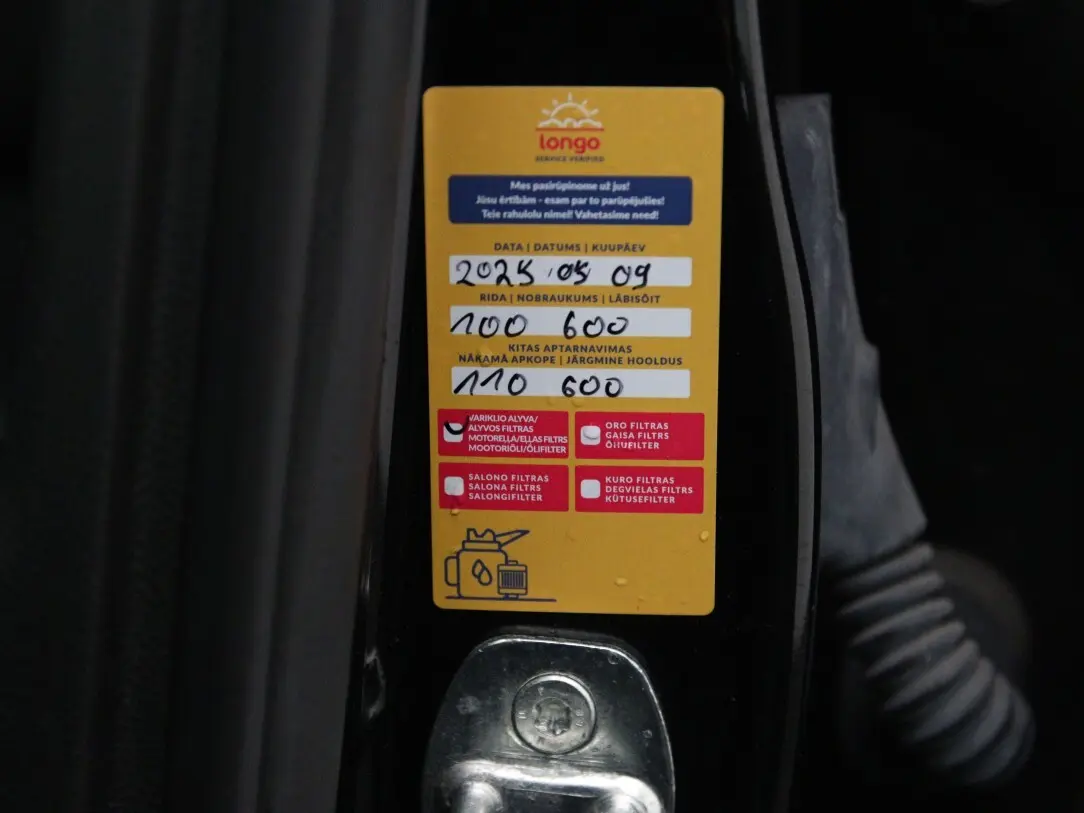 longo
SERVICE VERIFIED
Mes pasirūpinome už jus!
Jūsu ērtībām - esam par to parūpējušies!
Teie rahulolu nimel! Vahetasime need!
DATA | DATUMS | KUUPÄEV
2025 05 09
RIDA | NOBRAUKUMS | LÄBISÕIT
100 600
KITAS APTARNAVIMAS
NĀKAMĀ APKOPE | JÄRGMINE HOOLDUS
110 600
VARIKLIO ALYVA/
ALYVOS FILTRAS
MOTOREĻĻA/EĻĻAS FILTRS
MOOTORIÕLI/ÕLIFILTER
ORO FILTRAS
GAISA FILTRS
ÕHUFILTER
SALONO FILTRAS
SALONA FILTRS
SALONGIFILTER
KURO FILTRAS
DEGVIELAS FILTRS
KÜTUSEFILTER